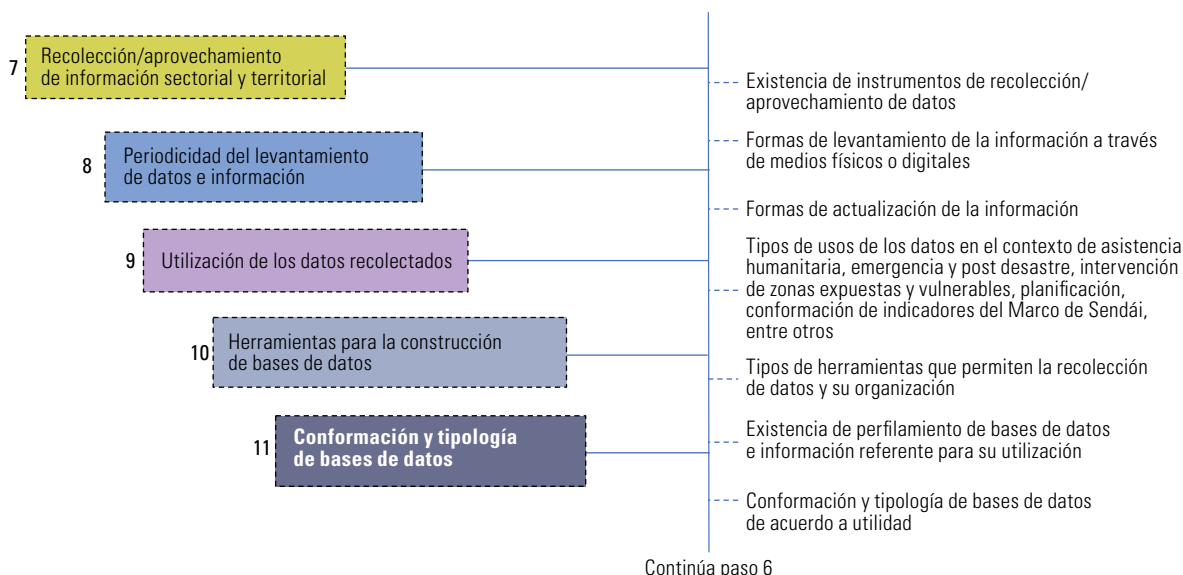 7
Recolección/aprovechamiento
de información sectorial y territorial
8
Periodicidad del levantamiento
de datos e información
9
Utilización de los datos recolectados
10
Herramientas para la construcción
de bases de datos
11
Conformación y tipología
de bases de datos
Existencia de instrumentos de recolección/
aprovechamiento de datos
Formas de levantamiento de la información a través
de medios físicos o digitales
Formas de actualización de la información
Tipos de usos de los datos en el contexto de asistencia
humanitaria, emergencia y post desastre, intervención
de zonas expuestas y vulnerables, planificación,
conformación de indicadores del Marco de Sendái,
entre otros
Tipos de herramientas que permiten la recolección
de datos y su organización
Existencia de perfilamiento de bases de datos
e información referente para su utilización
Conformación y tipología de bases de datos
de acuerdo a utilidad
Continúa paso 6